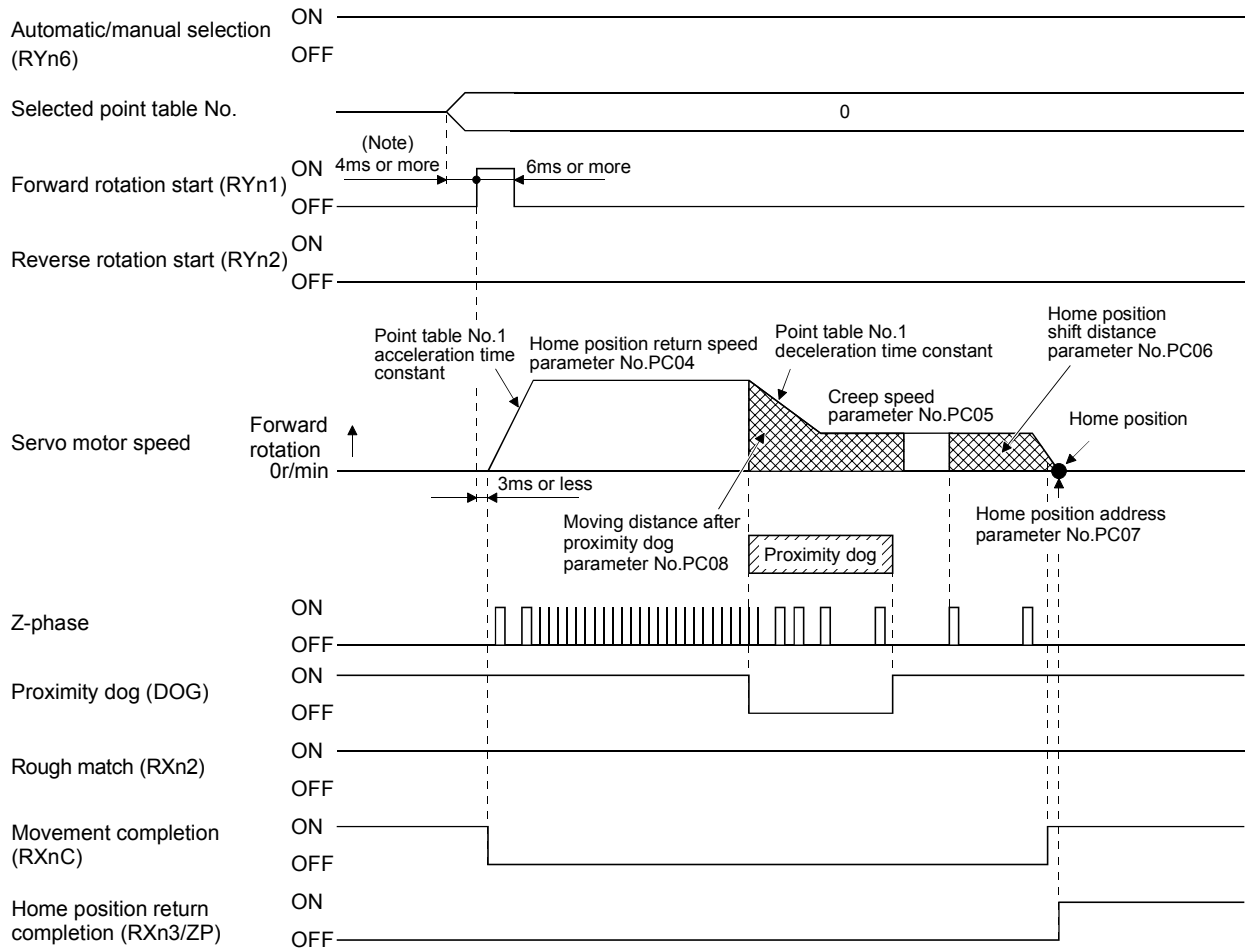 Automatic/manual selection
(RYn6)
ON
OFF
Selected point table No.
0
(Note)
4ms or more
6ms or more
Forward rotation start (RYn1)
ON
OFF
Reverse rotation start (RYn2)
ON
OFF
Point table No.1
acceleration time
constant
Home position return speed
parameter No.PC04
Point table No.1
deceleration time constant
Home position
shift distance
parameter No.PC06
Creep speed
parameter No.PC05
Home position
Servo motor speed
Forward
rotation
0r/min
3ms or less
Moving distance after
proximity dog
parameter No.PC08
Proximity dog
Home position address
parameter No.PC07
Z-phase
ON
OFF
Proximity dog (DOG)
ON
OFF
Rough match (RXn2)
ON
OFF
Movement completion
(RXnC)
ON
OFF
Home position return
completion (RXn3/ZP)
ON
OFF